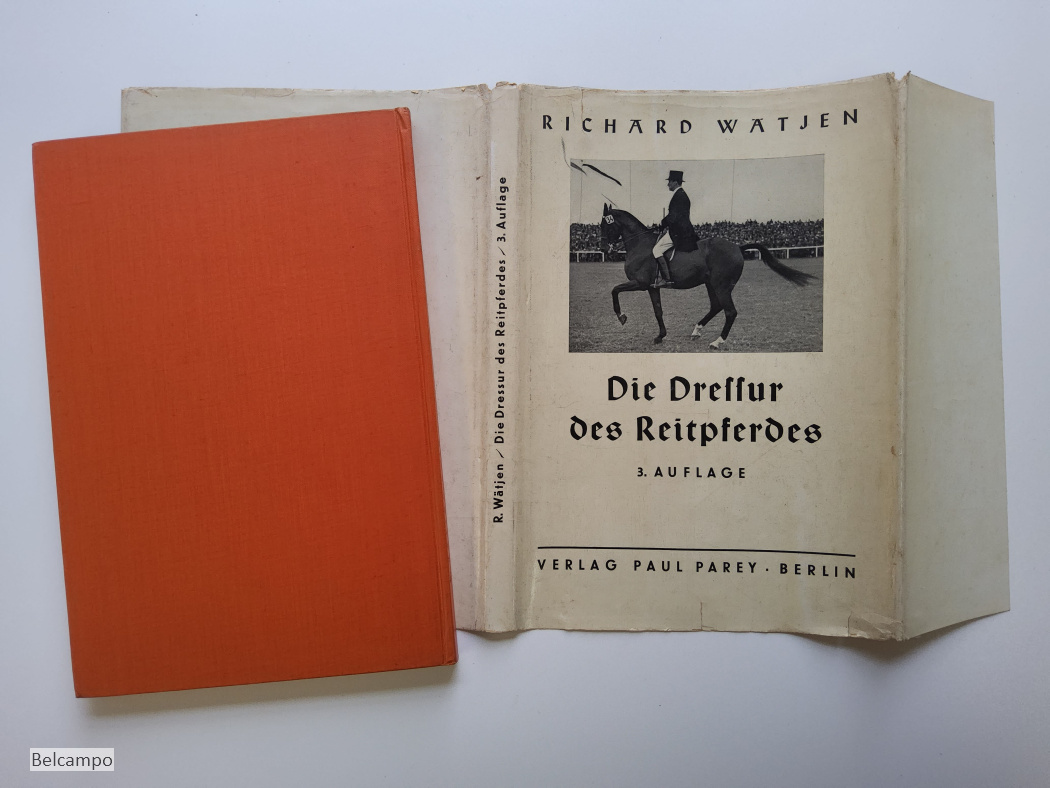 RICHARD WÄTJEN
Die Dreſſur
des Reitpferdes
3. AUFLAGE
VERLAG PAUL PAREY · BERLIN
R. Wätjen / Die Dressur des Reitpferdes / 3. Auflage
Belcampo